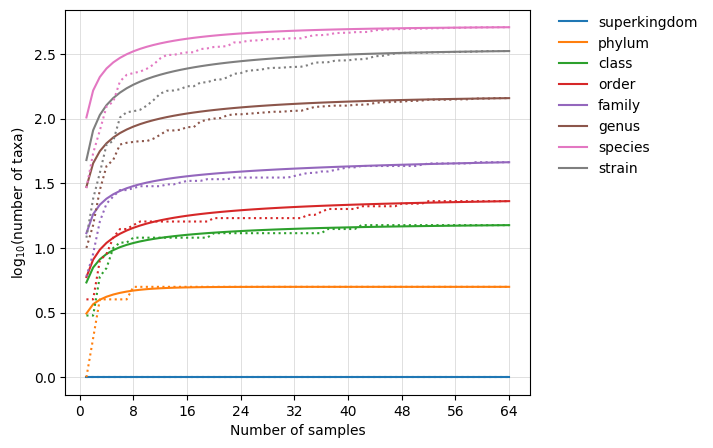 superkingdom
phylum
class
order
family
genus
species
strain
log10(number of taxa)
2.5
2.0
1.5
1.0
0.5
0.0
0 8 16 24 32 40 48 56 64
Number of samples